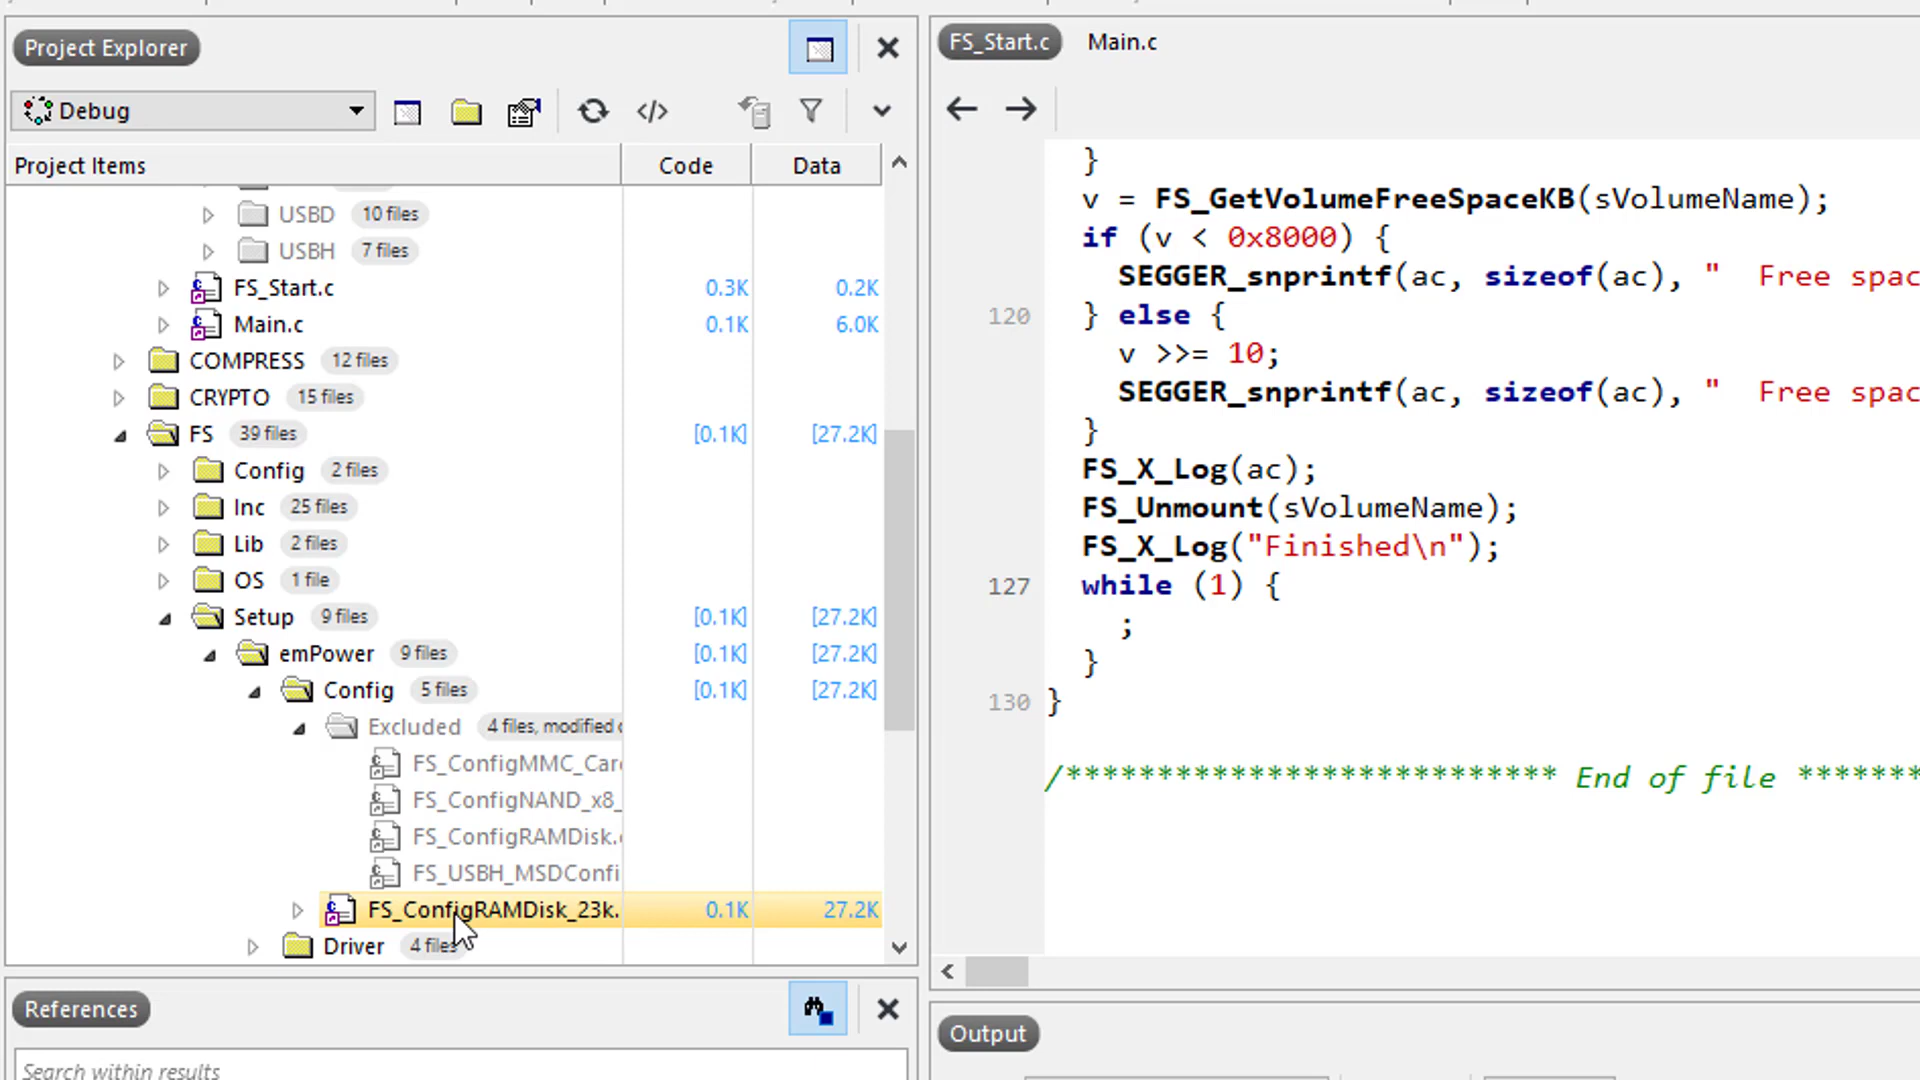 Project Explorer
Debug
Project Items Code Data
USBD 10 files
USBH 7 files
FS_Start.c 0.3K 0.2K
Main.c 0.1K 6.0K
COMPRESS 12 files
CRYPTO 15 files
FS 39 files [0.1K] [27.2K]
Config 2 files
Inc 25 files
Lib 2 files
OS 1 file
Setup 9 files [0.1K] [27.2K]
emPower 9 files [0.1K] [27.2K]
Config 5 files [0.1K] [27.2K]
Excluded 4 files, modified
FS_ConfigMMC_Car
FS_ConfigNAND_x8_
FS_ConfigRAMDisk.
FS_USBH_MSDConfi
FS_ConfigRAMDisk_23k. 0.1K 27.2K
Driver 4 files
References
Search within results
FS_Start.c Main.c
}
v = FS_GetVolumeFreeSpaceKB(sVolumeName);
if (v < 0x8000) {
SEGGER_snprintf(ac, sizeof(ac), "  Free spac
120 } else {
v >>= 10;
SEGGER_snprintf(ac, sizeof(ac), "  Free spac
}
FS_X_Log(ac);
FS_Unmount(sVolumeName);
FS_X_Log("Finished\n");
127 while (1) {
;
}
130 }
/*************************** End of file *******
Output